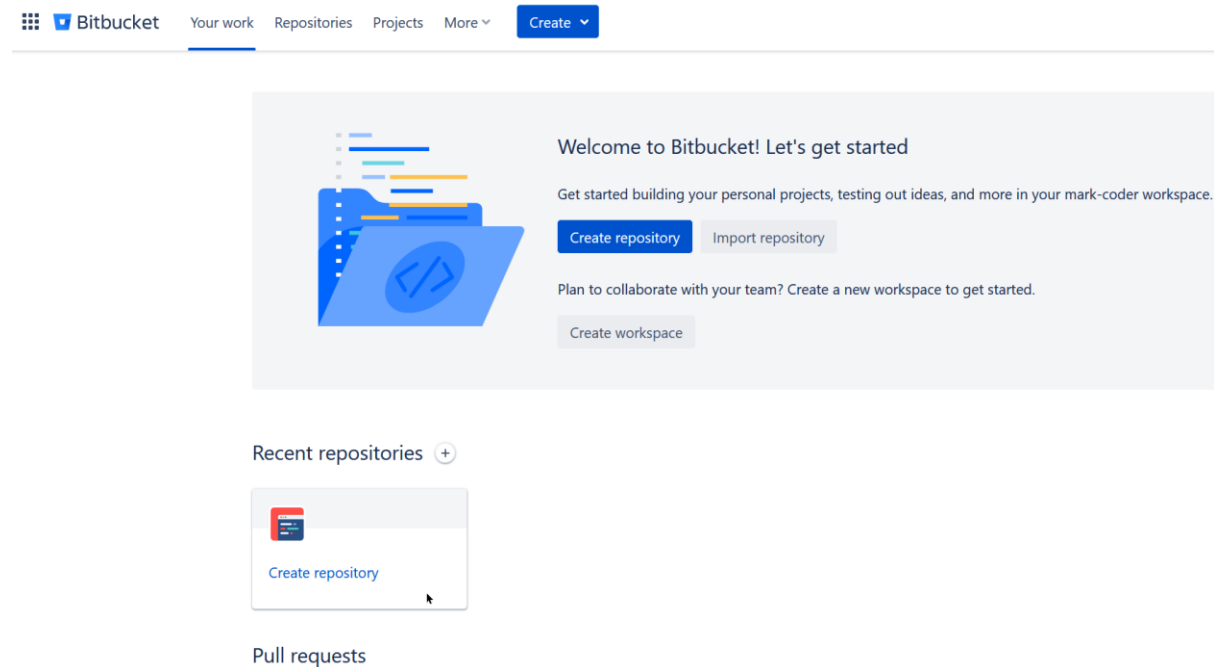 Bitbucket Your work Repositories Projects More Create
Welcome to Bitbucket! Let's get started
Get started building your personal projects, testing out ideas, and more in your mark-coder workspace.
Create repository Import repository
Plan to collaborate with your team? Create a new workspace to get started.
Create workspace
Recent repositories
Create repository
Pull requests